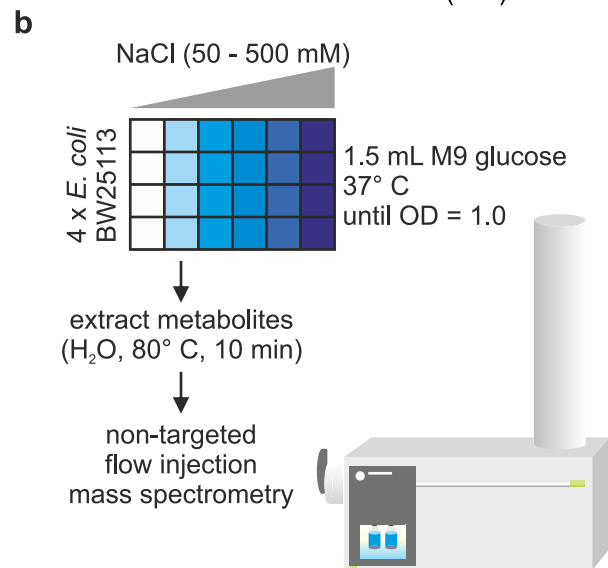 b
NaCl (50 - 500 mM)
4 x E. coli
BW25113
1.5 mL M9 glucose
37° C
until OD = 1.0
extract metabolites
(H₂O, 80° C, 10 min)
non-targeted
flow injection
mass spectrometry